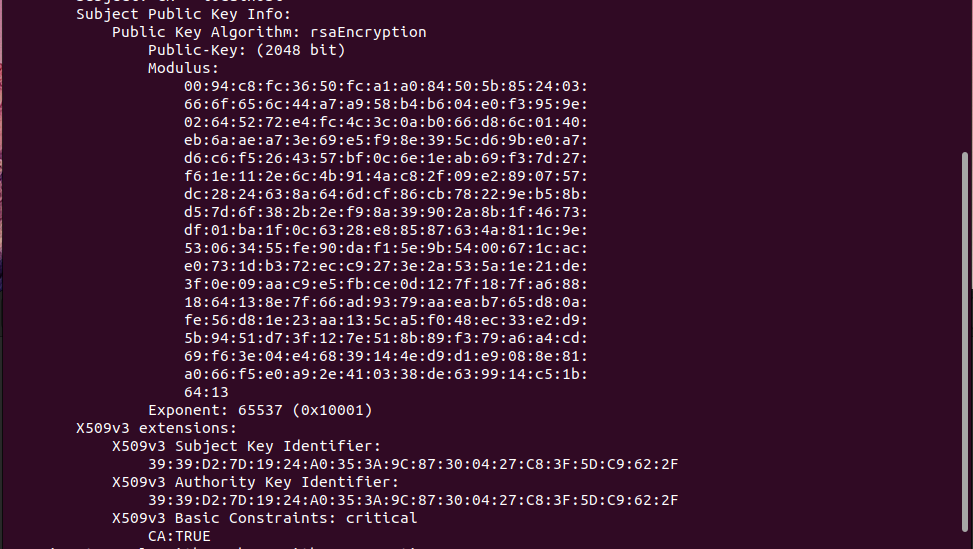 Subject Public Key Info:
Public Key Algorithm: rsaEncryption
Public-Key: (2048 bit)
Modulus:
00:94:c8:fc:36:50:fc:a1:a0:84:50:5b:85:24:03:
66:6f:65:6c:44:a7:a9:58:b4:b6:04:e0:f3:95:9e:
02:64:52:72:e4:fc:4c:3c:0a:b0:66:d8:6c:01:40:
eb:6a:ae:a7:3e:69:e5:f9:8e:39:5c:d6:9b:e0:a7:
d6:c6:f5:26:43:57:bf:0c:6e:1e:ab:69:f3:7d:27:
f6:1e:11:2e:6c:4b:91:4a:c8:2f:09:e2:89:07:57:
dc:28:24:63:8a:64:6d:cf:86:cb:78:22:9e:b5:8b:
d5:7d:6f:38:2b:2e:f9:8a:39:90:2a:8b:1f:46:73:
df:01:ba:1f:0c:63:28:e8:85:87:63:4a:81:1c:9e:
53:06:34:55:fe:90:da:f1:5e:9b:54:00:67:1c:ac:
e0:73:1d:b3:72:ec:c9:27:3e:2a:53:5a:1e:21:de:
3f:0e:09:aa:c9:e5:fb:ce:0d:12:7f:18:7f:a6:88:
18:64:13:8e:7f:66:ad:93:79:aa:ea:b7:65:d8:0a:
fe:56:d8:1e:23:aa:13:5c:a5:f0:48:ec:33:e2:d9:
5b:94:51:d7:3f:12:7e:51:8b:89:f3:79:a6:a4:cd:
69:f6:3e:04:e4:68:39:14:4e:d9:d1:e9:08:8e:81:
a0:66:f5:e0:a9:2e:41:03:38:de:63:99:14:c5:1b:
64:13
Exponent: 65537 (0x10001)
X509v3 extensions:
X509v3 Subject Key Identifier:
39:39:D2:7D:19:24:A0:35:3A:9C:87:30:04:27:C8:3F:5D:C9:62:2F
X509v3 Authority Key Identifier:
39:39:D2:7D:19:24:A0:35:3A:9C:87:30:04:27:C8:3F:5D:C9:62:2F
X509v3 Basic Constraints: critical
CA:TRUE